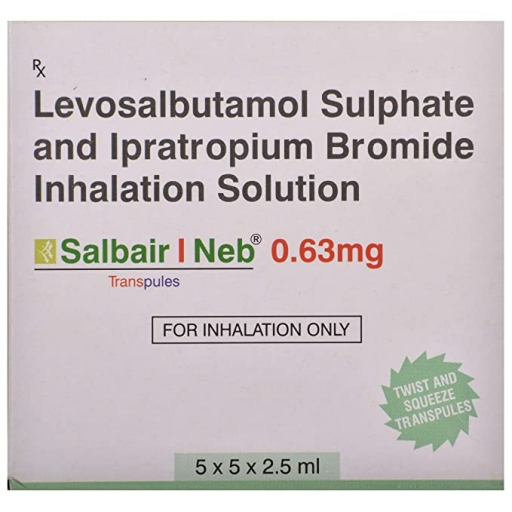 Rx
Levosalbutamol Sulphate
and Ipratropium Bromide
Inhalation Solution
Salbair I Neb® 0.63mg
Transpules
FOR INHALATION ONLY
TWIST AND
SQUEEZE
TRANSPULES
5 x 5 x 2.5 ml